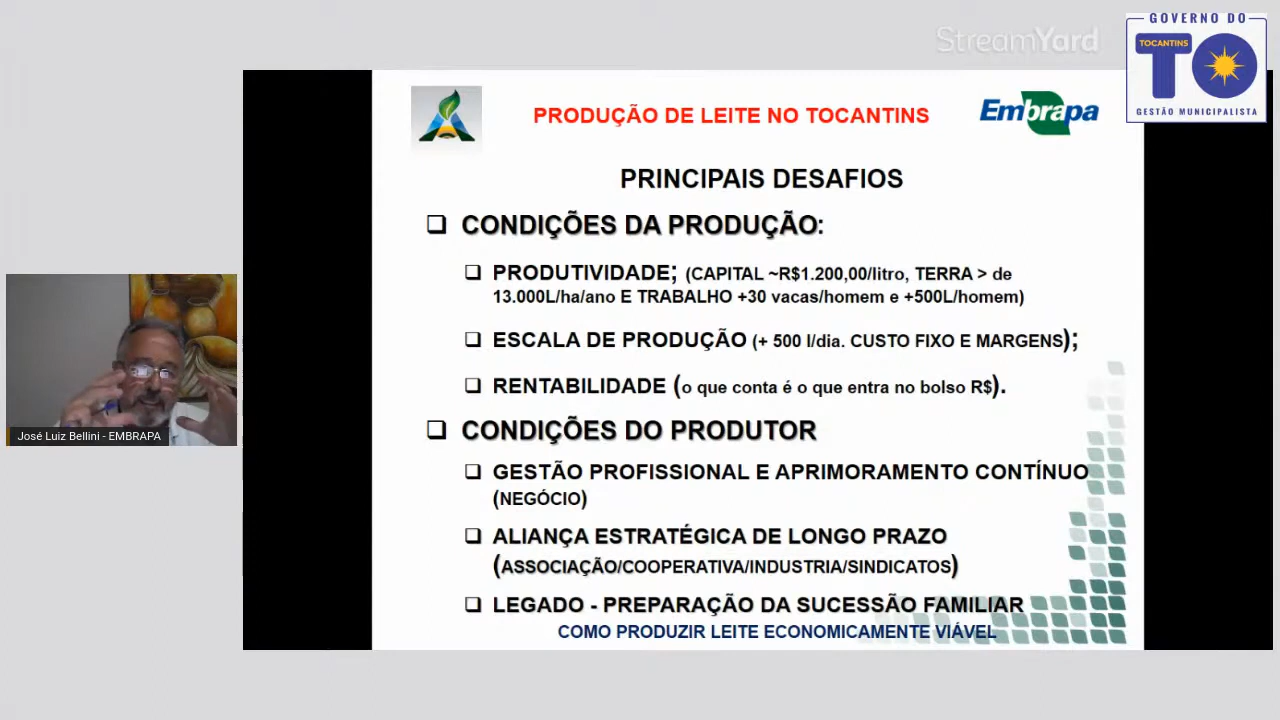 StreamYard
GOVERNO DO
TOCANTINS
TO
GESTÃO MUNICIPALISTA
PRODUÇÃO DE LEITE NO TOCANTINS
Embrapa
PRINCIPAIS DESAFIOS
CONDIÇÕES DA PRODUÇÃO:
PRODUTIVIDADE; (CAPITAL ~R$1.200,00/litro, TERRA > de
13.000L/ha/ano E TRABALHO +30 vacas/homem e +500L/homem)
ESCALA DE PRODUÇÃO (+ 500 l/dia. CUSTO FIXO E MARGENS);
RENTABILIDADE (o que conta é o que entra no bolso R$).
CONDIÇÕES DO PRODUTOR
GESTÃO PROFISSIONAL E APRIMORAMENTO CONTÍNUO
(NEGÓCIO)
ALIANÇA ESTRATÉGICA DE LONGO PRAZO
(ASSOCIAÇÃO/COOPERATIVA/INDUSTRIA/SINDICATOS)
LEGADO - PREPARAÇÃO DA SUCESSÃO FAMILIAR
COMO PRODUZIR LEITE ECONOMICAMENTE VIÁVEL
José Luiz Bellini - EMBRAPA